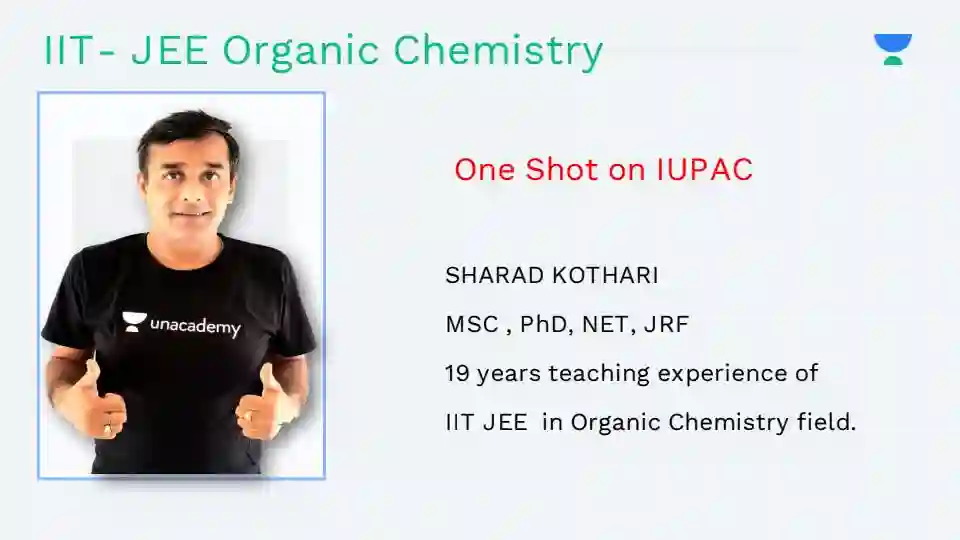 IIT- JEE Organic Chemistry
One Shot on IUPAC
unacademy
SHARAD KOTHARI
MSC , PhD, NET, JRF
19 years teaching experience of
IIT JEE in Organic Chemistry field.